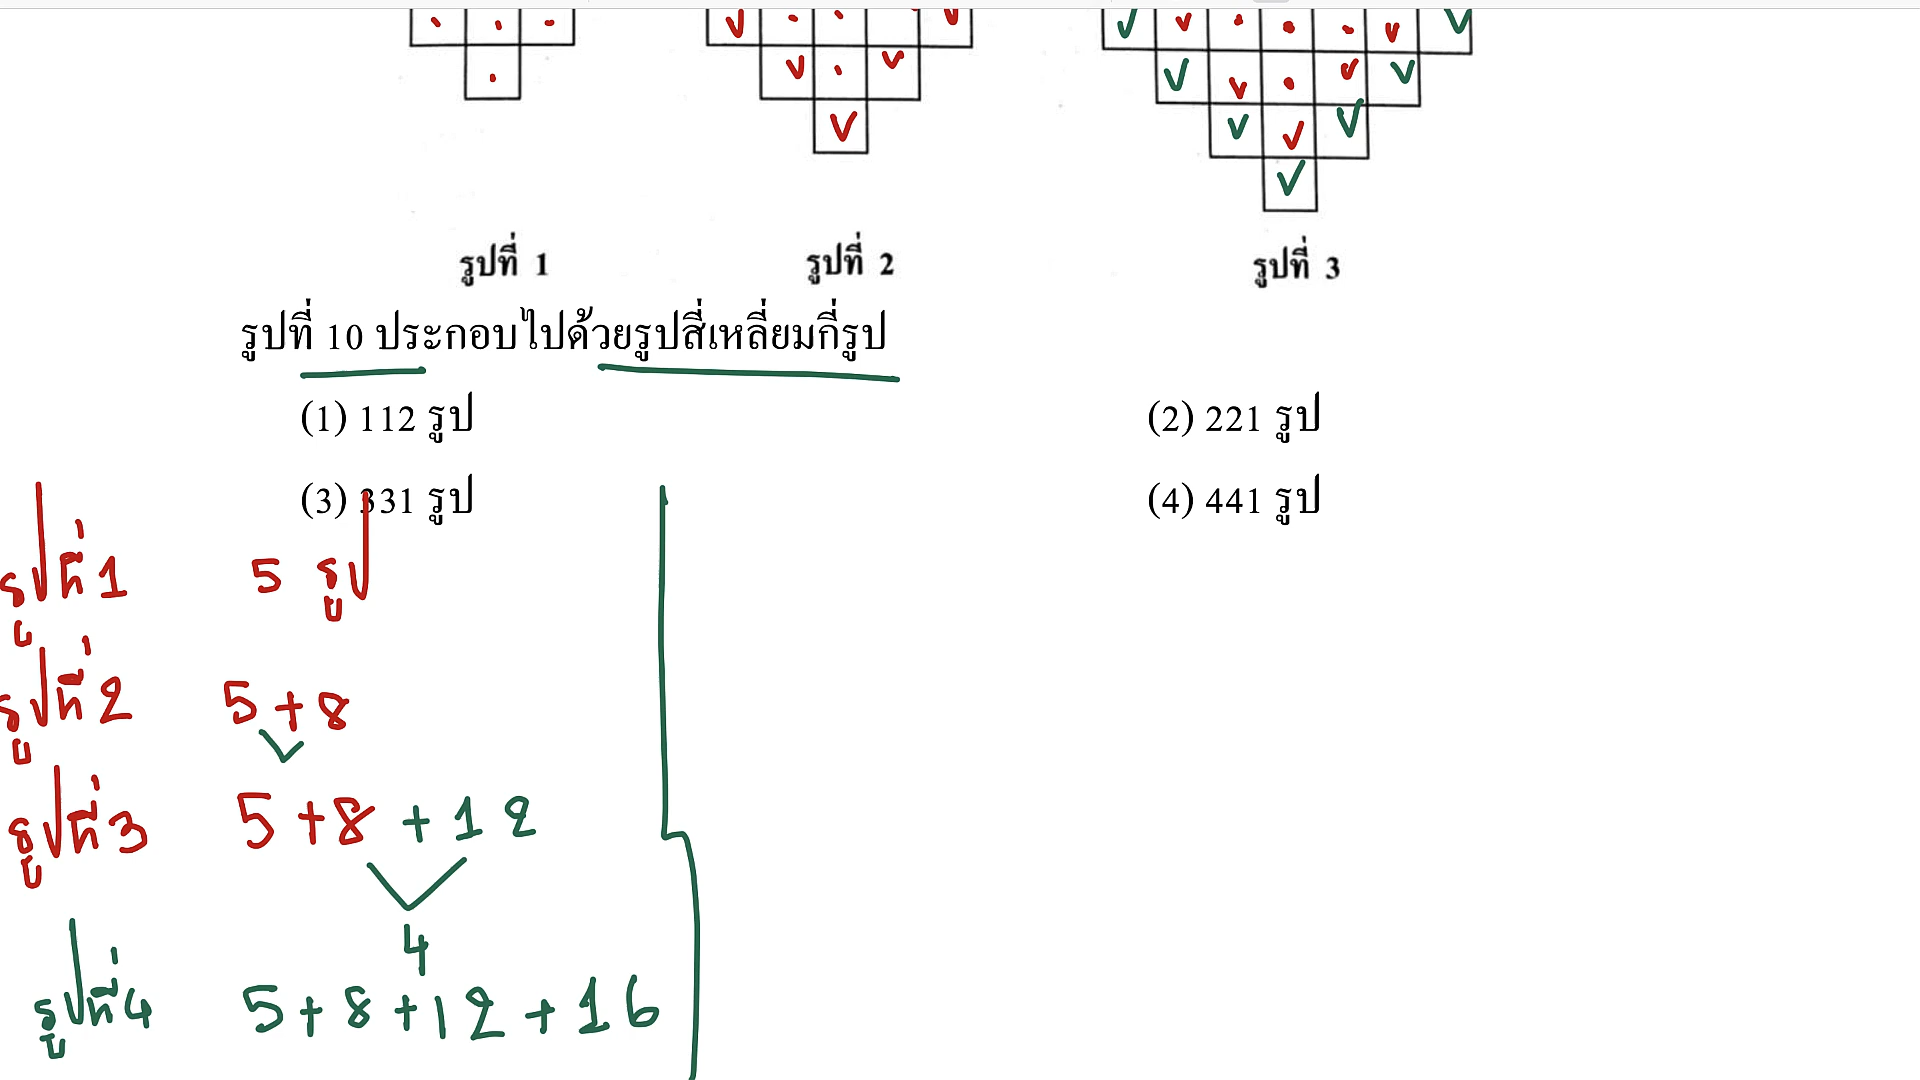 รูปที่ 1 รูปที่ 2 รูปที่ 3
รูปที่ 10 ประกอบไปด้วยรูปสี่เหลี่ยมกี่รูป
(1) 112 รูป (2) 221 รูป
(3) 331 รูป (4) 441 รูป
รูปที่ 1 5 รูป
รูปที่ 2 5+8
รูปที่ 3 5+8+12
4
รูปที่ 4 5+8+12+16